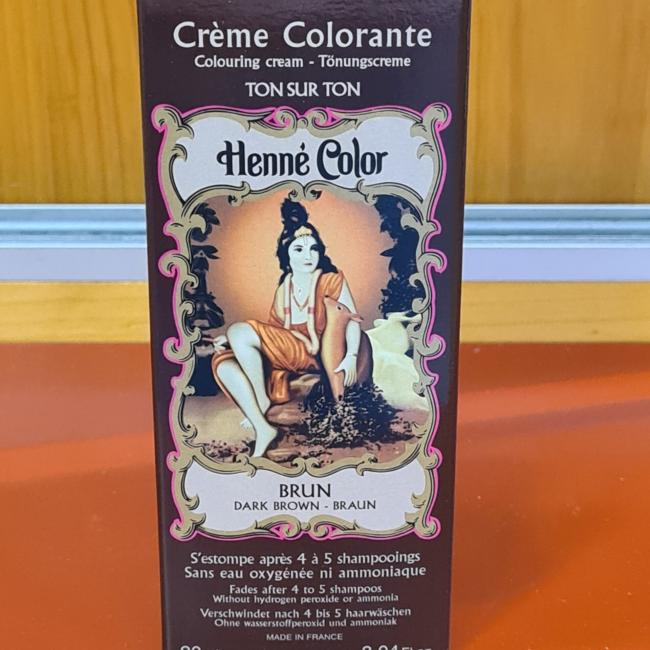 Crème Colorante
Colouring cream - Tönungscreme
TON SUR TON
Henné Color
BRUN
DARK BROWN - BRAUN
S'estompe après 4 à 5 shampooings
Sans eau oxygénée ni ammoniaque
Fades after 4 to 5 shampoos
Without hydrogen peroxide or ammonia
Verschwindet nach 4 bis 5 haarwäschen
Ohne wasserstoffperoxid und ammoniak
MADE IN FRANCE